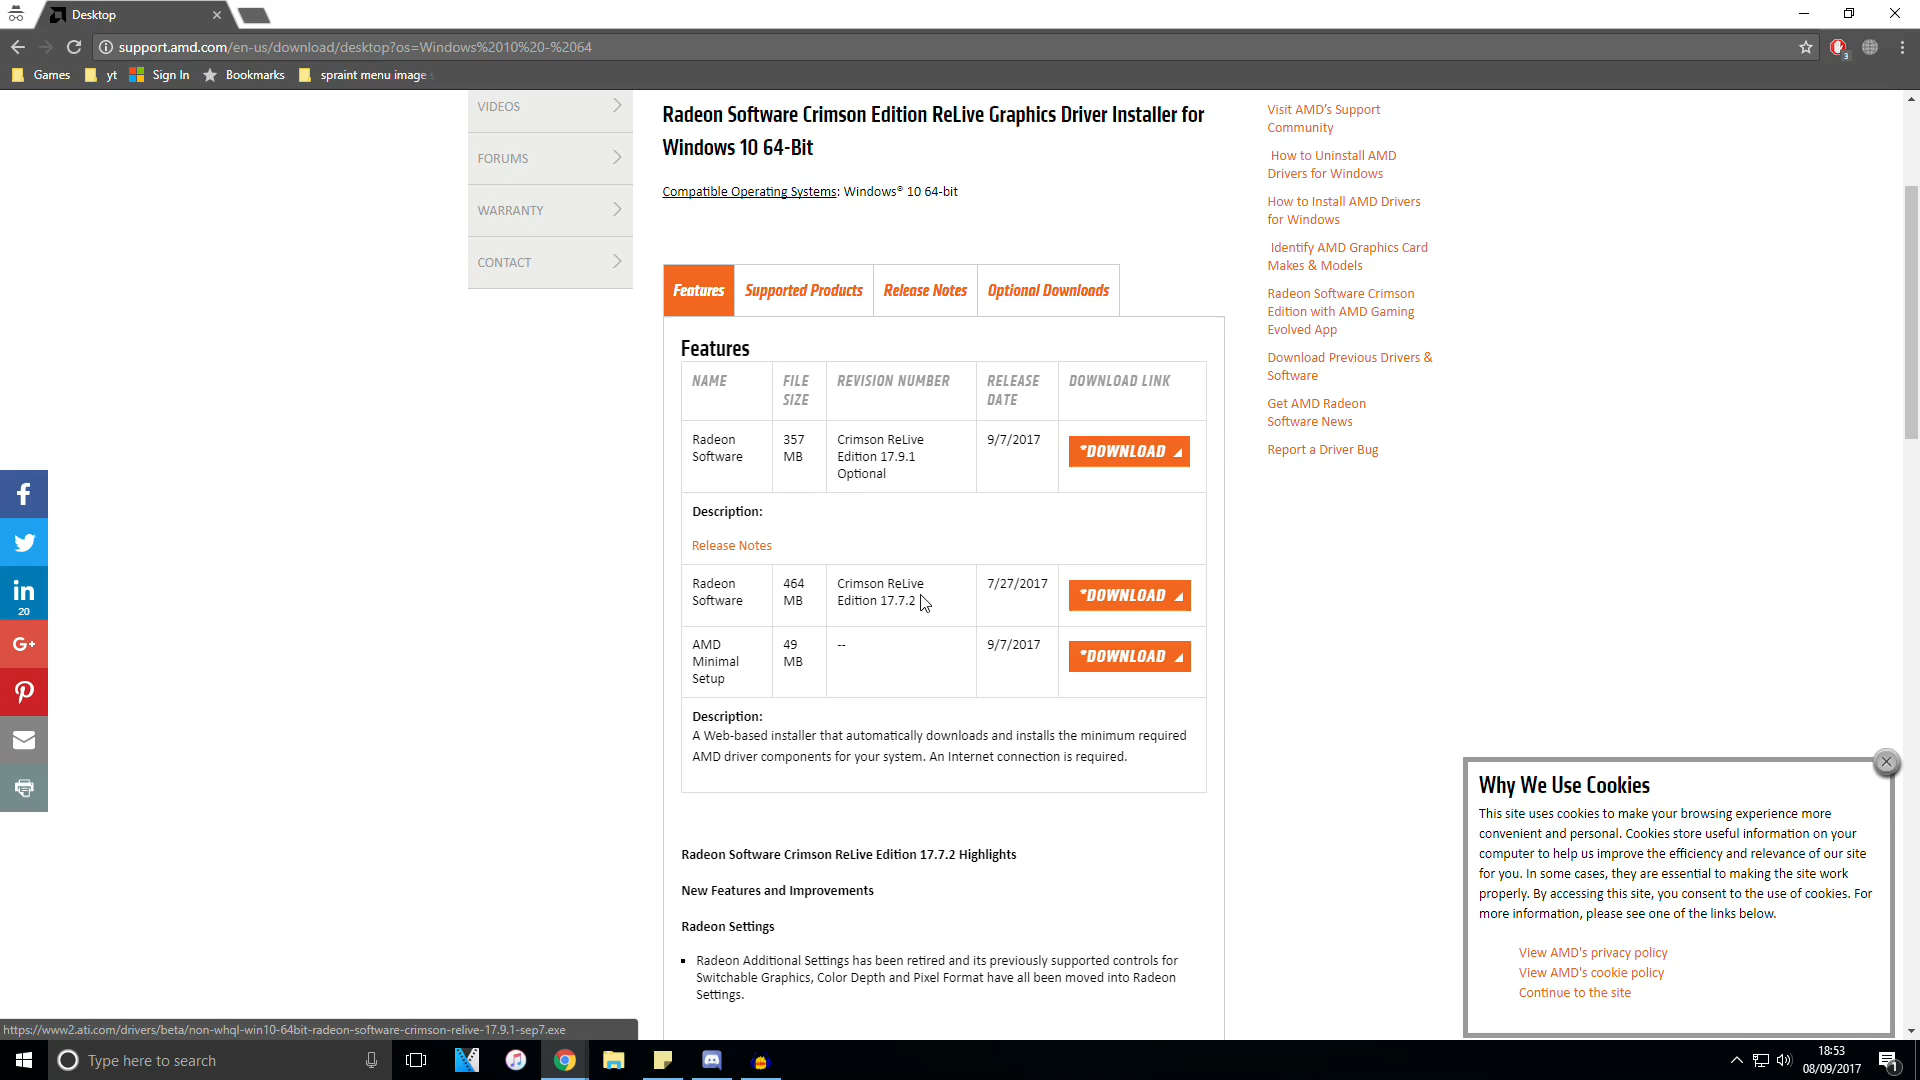 Desktop
support.amd.com/en-us/download/desktop?os=Windows%2010%20-%2064
3
Games
yt
Sign In
Bookmarks
spraint menu image
VIDEOS
FORUMS
WARRANTY
CONTACT
Radeon Software Crimson Edition ReLive Graphics Driver Installer for
Windows 10 64-Bit
Compatible Operating Systems: Windows® 10 64-bit
Features
Supported Products
Release Notes
Optional Downloads
Features
NAME
FILE
SIZE
REVISION NUMBER
RELEASE
DATE
DOWNLOAD LINK
Radeon
Software
357
MB
Crimson ReLive
Edition 17.9.1
Optional
9/7/2017
*DOWNLOAD
Description:
Release Notes
Radeon
Software
464
MB
Crimson ReLive
Edition 17.7.2
7/27/2017
*DOWNLOAD
AMD
Minimal
Setup
49
MB
--
9/7/2017
*DOWNLOAD
Description:
A Web-based installer that automatically downloads and installs the minimum required
AMD driver components for your system. An Internet connection is required.
Radeon Software Crimson ReLive Edition 17.7.2 Highlights
New Features and Improvements
Radeon Settings
Radeon Additional Settings has been retired and its previously supported controls for
Switchable Graphics, Color Depth and Pixel Format have all been moved into Radeon
Settings.
Visit AMD's Support
Community
How to Uninstall AMD
Drivers for Windows
How to Install AMD Drivers
for Windows
Identify AMD Graphics Card
Makes & Models
Radeon Software Crimson
Edition with AMD Gaming
Evolved App
Download Previous Drivers &
Software
Get AMD Radeon
Software News
Report a Driver Bug
20
Why We Use Cookies
This site uses cookies to make your browsing experience more
convenient and personal. Cookies store useful information on your
computer to help us improve the efficiency and relevance of our site
for you. In some cases, they are essential to making the site work
properly. By accessing this site, you consent to the use of cookies. For
more information, please see one of the links below.
View AMD's privacy policy
View AMD's cookie policy
Continue to the site
https://www2.ati.com/drivers/beta/non-whql-win10-64bit-radeon-software-crimson-relive-17.9.1-sep7.exe
Type here to search
18:53
08/09/2017
1